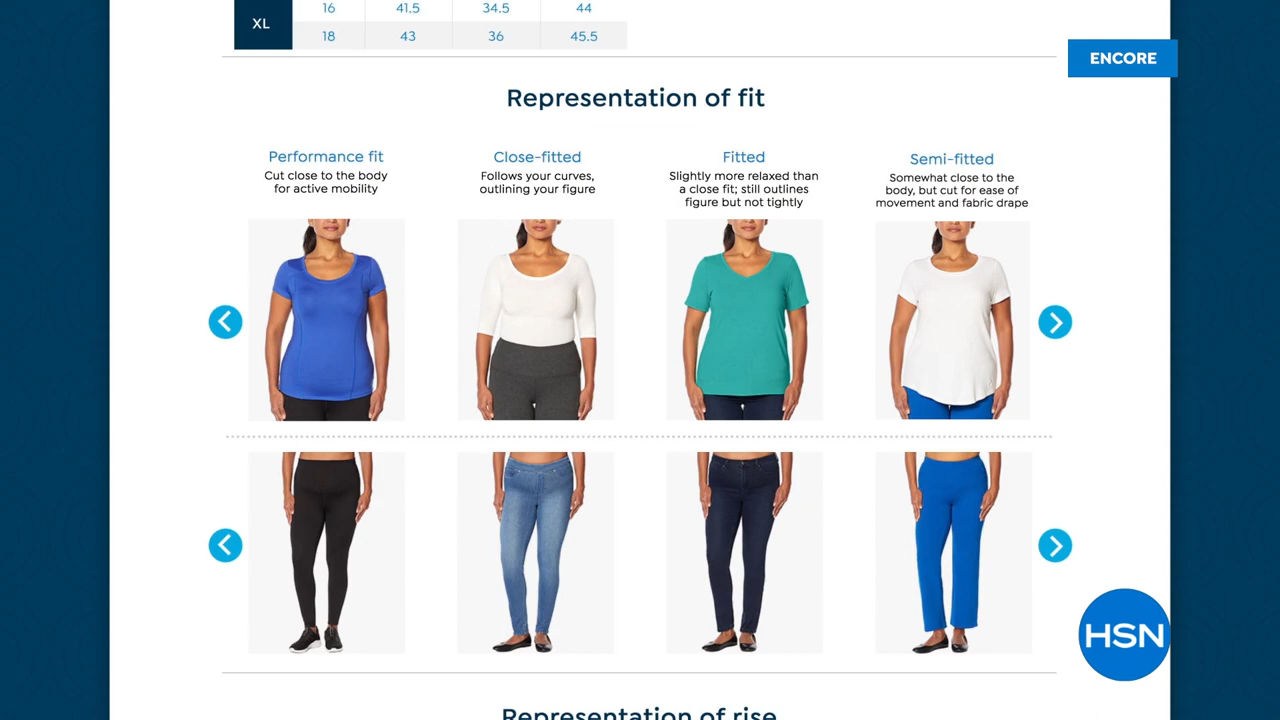 XL
16 41.5 34.5 44
18 43 36 45.5
ENCORE
Representation of fit
Performance fit
Cut close to the body
for active mobility
Close-fitted
Follows your curves,
outlining your figure
Fitted
Slightly more relaxed than
a close fit; still outlines
figure but not tightly
Semi-fitted
Somewhat close to the
body, but cut for ease of
movement and fabric drape
HSN
Representation of rise